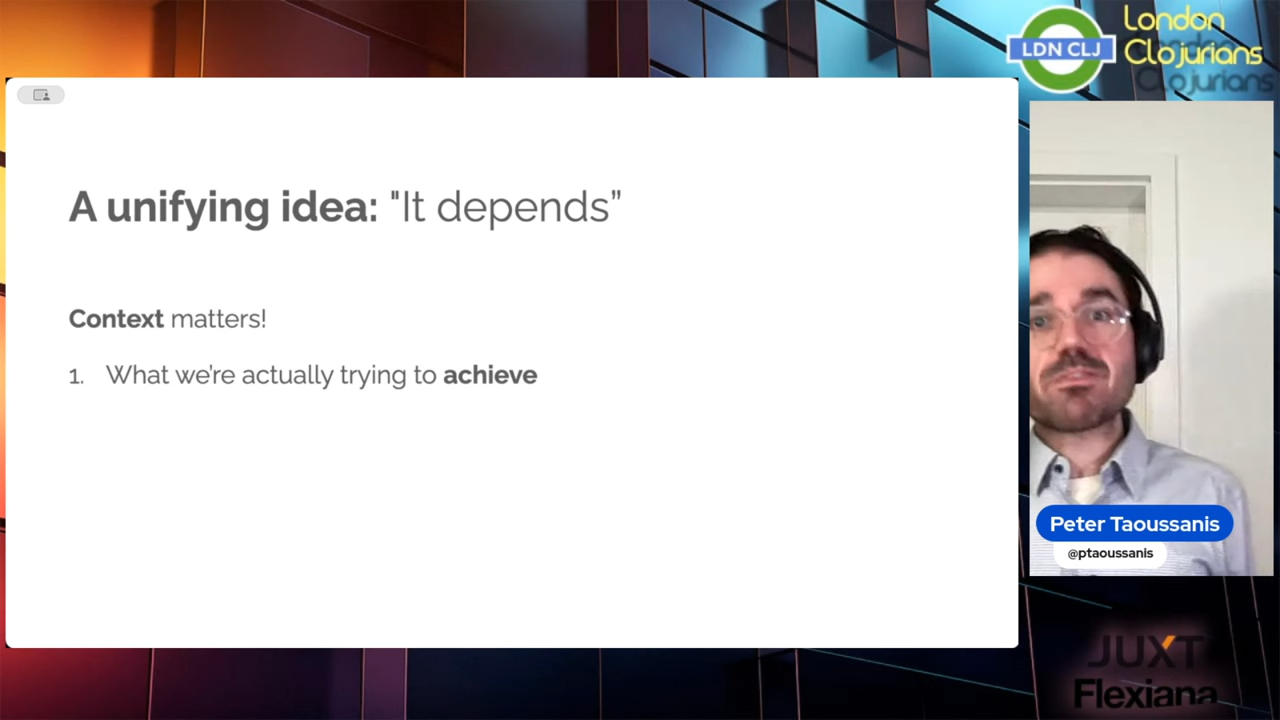 London
LDN CLJ
Clojurians
Clojurians
A unifying idea: "It depends”
Context matters!
1. What we’re actually trying to achieve
Peter Taoussanis
@ptaoussanis
JUXT
Flexiana